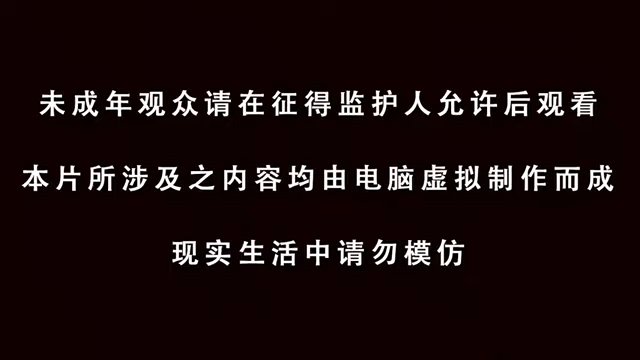 未成年观众请在征得监护人允许后观看
本片所涉及之内容均由电脑虚拟制作而成
现实生活中请勿模仿